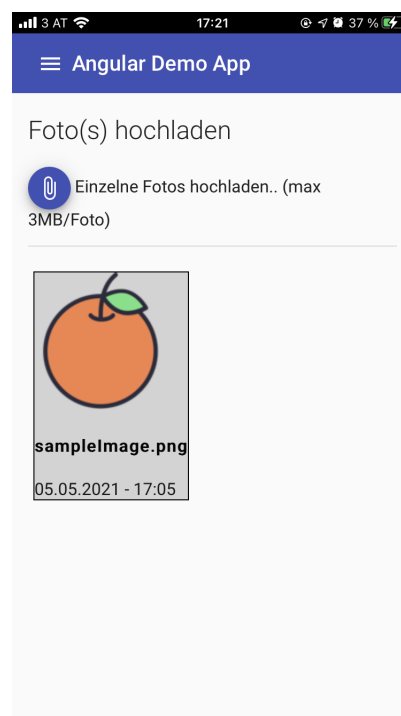 3 AT 17:21 37 %
Angular Demo App
Foto(s) hochladen
Einzelne Fotos hochladen.. (max
3MB/Foto)
sampleImage.png
05.05.2021 - 17:05